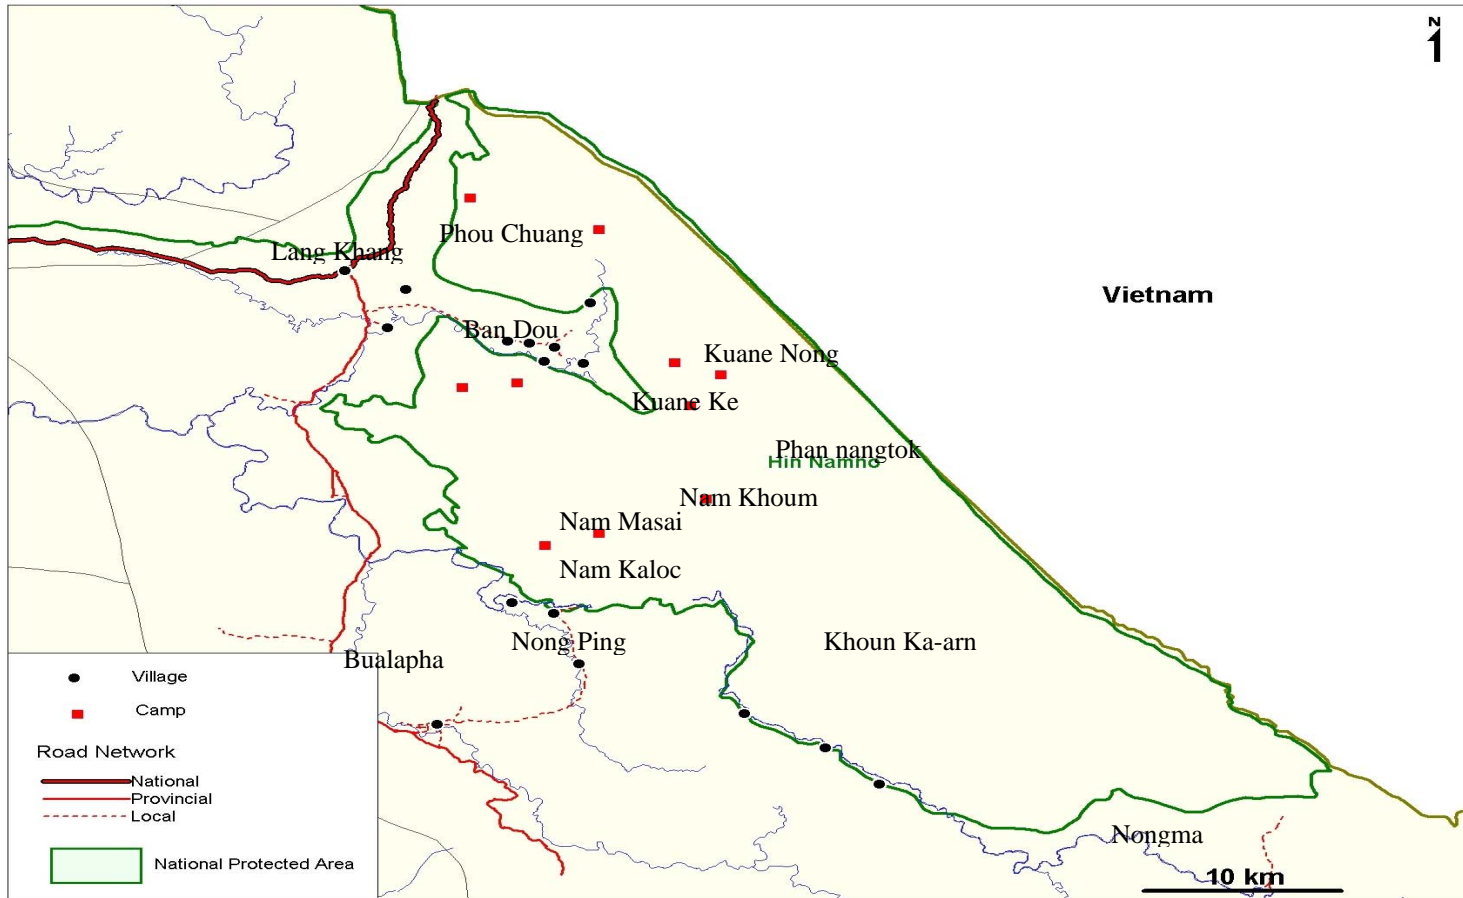 N
1
Phou Chuang
Lang Khang
Vietnam
Ban Dou
Kuane Nong
Kuane Ke
Phan nangtok
Hin Namno
Nam Khoum
Nam Masai
Nam Kaloc
Nong Ping
Khoun Ka-arn
Bualapha
Village
Camp
Road Network
National
Provincial
Local
National Protected Area
Nongma
10 km